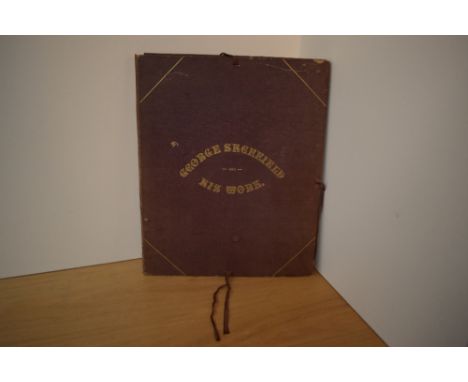 GEORGE SHEFFIELD
— AND —
HIS WORK.